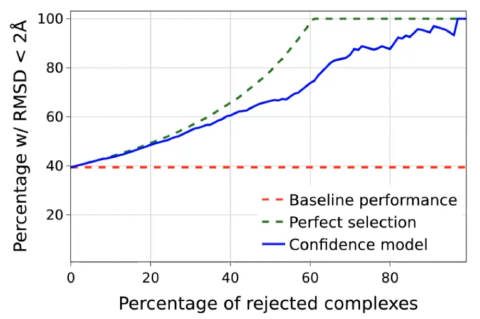 100
80
60
40
20
Percentage w/ RMSD < 2Å
Baseline performance
Perfect selection
Confidence model
0 20 40 60 80
Percentage of rejected complexes